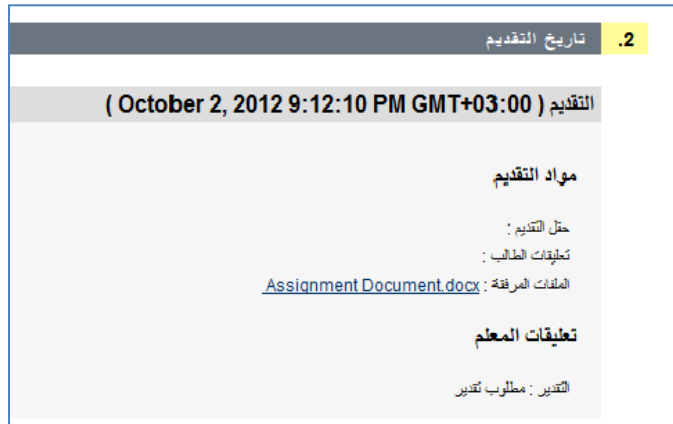 2. تاريخ التقديم
التقديم ( October 2, 2012 9:12:10 PM GMT+03:00 )
مواد التقديم
حقل التقديم :
تعليقات الطالب :
الملفات المرفقة : Assignment Document.docx
تعليقات المعلم
التقدير : مطلوب تقدير